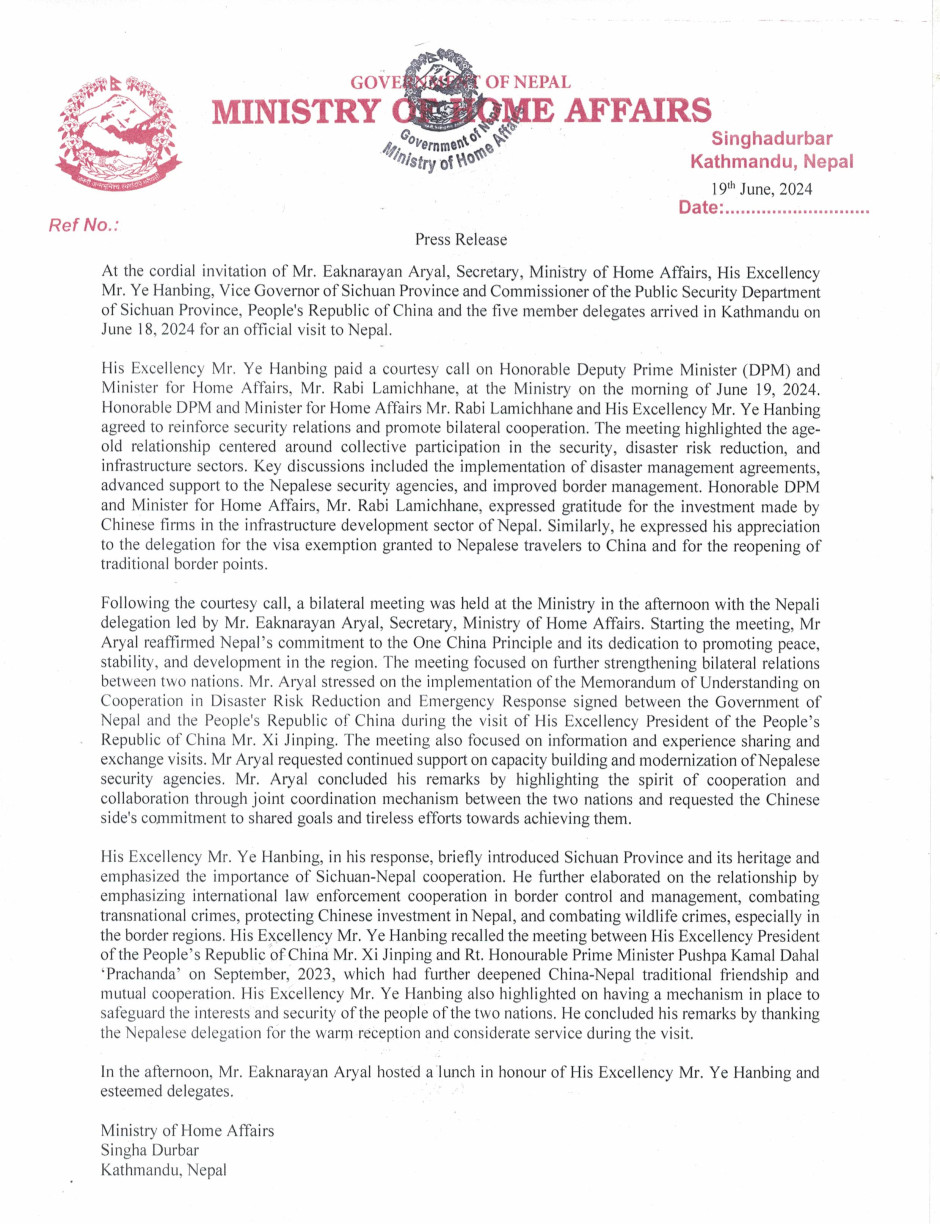 GOVERNMENT OF NEPAL
MINISTRY OF HOME AFFAIRS
Government of Nepal
Ministry of Home Affairs
Singhadurbar
Kathmandu, Nepal
19th June, 2024
Date:............................
Ref No.:
Press Release
At the cordial invitation of Mr. Eaknarayan Aryal, Secretary, Ministry of Home Affairs, His Excellency
Mr. Ye Hanbing, Vice Governor of Sichuan Province and Commissioner of the Public Security Department
of Sichuan Province, People's Republic of China and the five member delegates arrived in Kathmandu on
June 18, 2024 for an official visit to Nepal.
His Excellency Mr. Ye Hanbing paid a courtesy call on Honorable Deputy Prime Minister (DPM) and
Minister for Home Affairs, Mr. Rabi Lamichhane, at the Ministry on the morning of June 19, 2024.
Honorable DPM and Minister for Home Affairs Mr. Rabi Lamichhane and His Excellency Mr. Ye Hanbing
agreed to reinforce security relations and promote bilateral cooperation. The meeting highlighted the age-
old relationship centered around collective participation in the security, disaster risk reduction, and
infrastructure sectors. Key discussions included the implementation of disaster management agreements,
advanced support to the Nepalese security agencies, and improved border management. Honorable DPM
and Minister for Home Affairs, Mr. Rabi Lamichhane, expressed gratitude for the investment made by
Chinese firms in the infrastructure development sector of Nepal. Similarly, he expressed his appreciation
to the delegation for the visa exemption granted to Nepalese travelers to China and for the reopening of
traditional border points.
Following the courtesy call, a bilateral meeting was held at the Ministry in the afternoon with the Nepali
delegation led by Mr. Eaknarayan Aryal, Secretary, Ministry of Home Affairs. Starting the meeting, Mr
Aryal reaffirmed Nepal's commitment to the One China Principle and its dedication to promoting peace,
stability, and development in the region. The meeting focused on further strengthening bilateral relations
between two nations. Mr. Aryal stressed on the implementation of the Memorandum of Understanding on
Cooperation in Disaster Risk Reduction and Emergency Response signed between the Government of
Nepal and the People's Republic of China during the visit of His Excellency President of the People's
Republic of China Mr. Xi Jinping. The meeting also focused on information and experience sharing and
exchange visits. Mr Aryal requested continued support on capacity building and modernization of Nepalese
security agencies. Mr. Aryal concluded his remarks by highlighting the spirit of cooperation and
collaboration through joint coordination mechanism between the two nations and requested the Chinese
side's commitment to shared goals and tireless efforts towards achieving them.
His Excellency Mr. Ye Hanbing, in his response, briefly introduced Sichuan Province and its heritage and
emphasized the importance of Sichuan-Nepal cooperation. He further elaborated on the relationship by
emphasizing international law enforcement cooperation in border control and management, combating
transnational crimes, protecting Chinese investment in Nepal, and combating wildlife crimes, especially in
the border regions. His Excellency Mr. Ye Hanbing recalled the meeting between His Excellency President
of the People's Republic of China Mr. Xi Jinping and Rt. Honourable Prime Minister Pushpa Kamal Dahal
'Prachanda' on September, 2023, which had further deepened China-Nepal traditional friendship and
mutual cooperation. His Excellency Mr. Ye Hanbing also highlighted on having a mechanism in place to
safeguard the interests and security of the people of the two nations. He concluded his remarks by thanking
the Nepalese delegation for the warm reception and considerate service during the visit.
In the afternoon, Mr. Eaknarayan Aryal hosted a lunch in honour of His Excellency Mr. Ye Hanbing and
esteemed delegates.
Ministry of Home Affairs
Singha Durbar
Kathmandu, Nepal